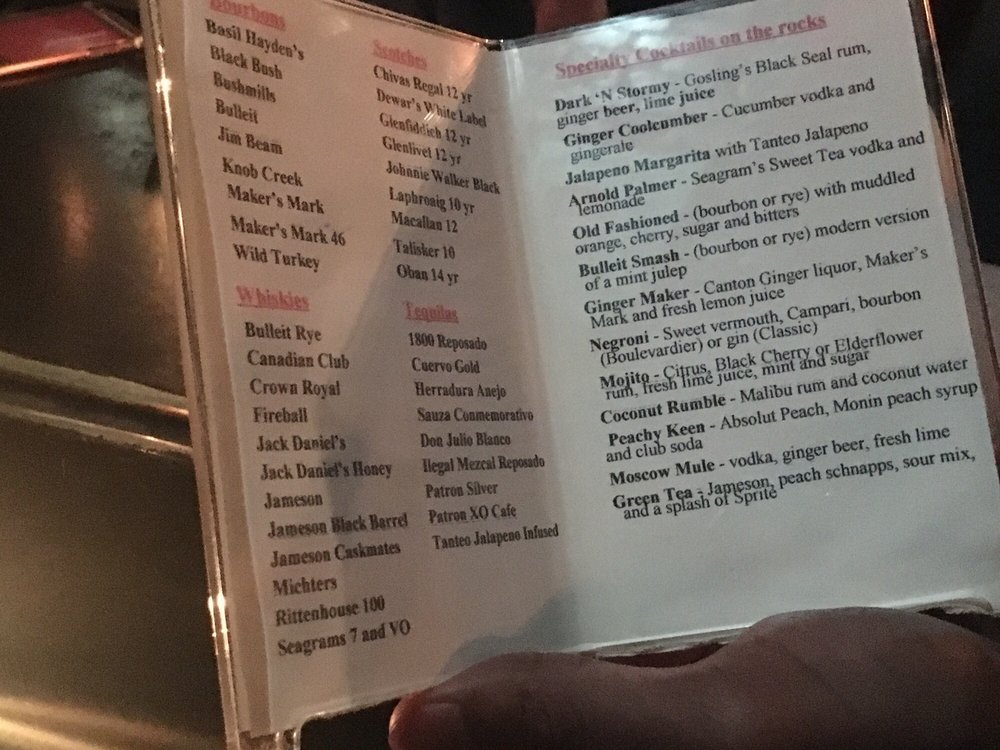 Bourbons
Basil Hayden's
Black Bush
Bushmills
Bulleit
Jim Beam
Knob Creek
Maker's Mark
Maker's Mark 46
Wild Turkey
Whiskies
Bulleit Rye
Canadian Club
Crown Royal
Fireball
Jack Daniel's
Jack Daniel's Honey
Jameson
Jameson Black Barrel
Jameson Caskmates
Michters
Rittenhouse 100
Seagrams 7 and VO
Scotches
Chivas Regal 12 yr
Dewar's White Label
Glenfiddich 12 yr
Glenlivet 12 yr
Johnnie Walker Black
Laphroaig 10 yr
Macallan 12
Talisker 10
Oban 14 yr
Tequilas
1800 Reposado
Cuervo Gold
Herradura Anejo
Sauza Conmemorativo
Don Julio Blanco
Ilegal Mezcal Reposado
Patron Silver
Patron XO Cafe
Tanteo Jalapeno Infused
Specialty Cocktails on the rocks
Dark 'N Stormy - Gosling's Black Seal rum,
ginger beer, lime juice
Ginger Coolcumber - Cucumber vodka and
gingerale
Jalapeno Margarita with Tanteo Jalapeno
Arnold Palmer - Seagram's Sweet Tea vodka and
lemonade
Old Fashioned - (bourbon or rye) with muddled
orange, cherry, sugar and bitters
Bulleit Smash - (bourbon or rye) modern version
of a mint julep
Ginger Maker - Canton Ginger liquor, Maker's
Mark and fresh lemon juice
Negroni - Sweet vermouth, Campari, bourbon
(Boulevardier) or gin (Classic)
Mojito - Citrus, Black Cherry or Elderflower
rum, fresh lime juice, mint and sugar
Coconut Rumble - Malibu rum and coconut water
Peachy Keen - Absolut Peach, Monin peach syrup
and club soda
Moscow Mule - vodka, ginger beer, fresh lime
Green Tea - Jameson, peach schnapps, sour mix,
and a splash of Sprite